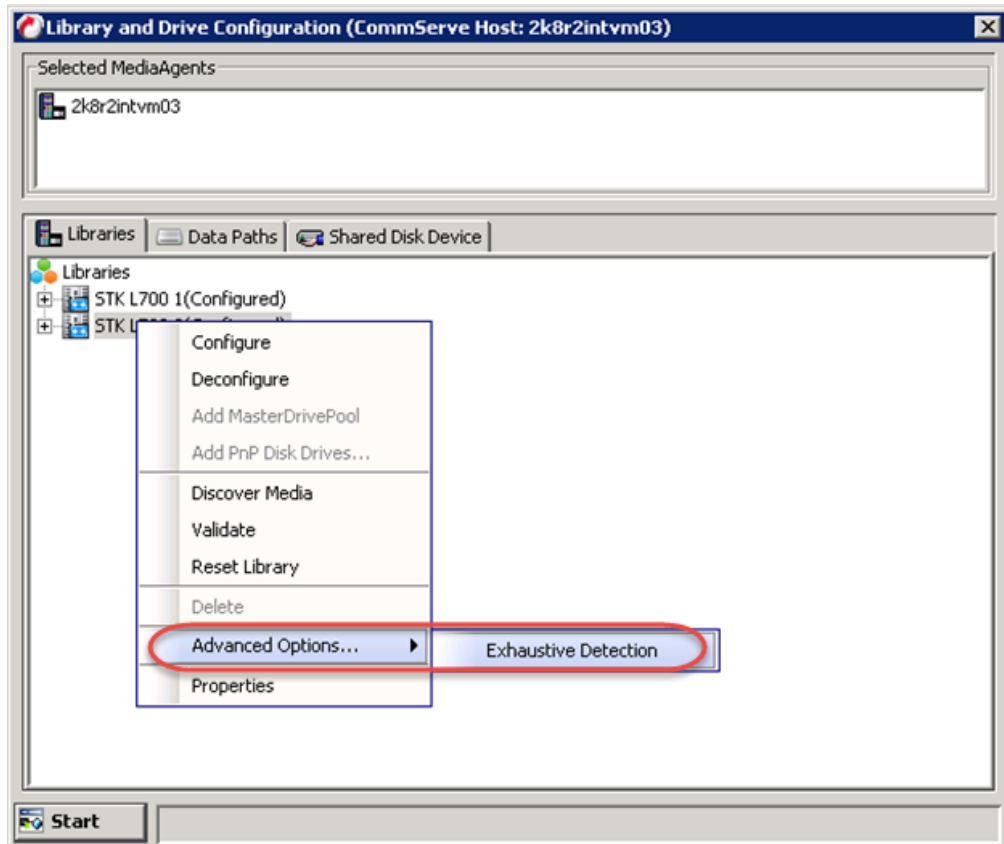 Library and Drive Configuration (CommServe Host: 2k8r2intvm03)
Selected MediaAgents
2k8r2intvm03
Libraries
Data Paths
Shared Disk Device
Libraries
STK L700 1(Configured)
STK
Configure
Deconfigure
Add MasterDrivePool
Add PnP Disk Drives...
Discover Media
Validate
Reset Library
Delete
Advanced Options...
Exhaustive Detection
Properties
Start